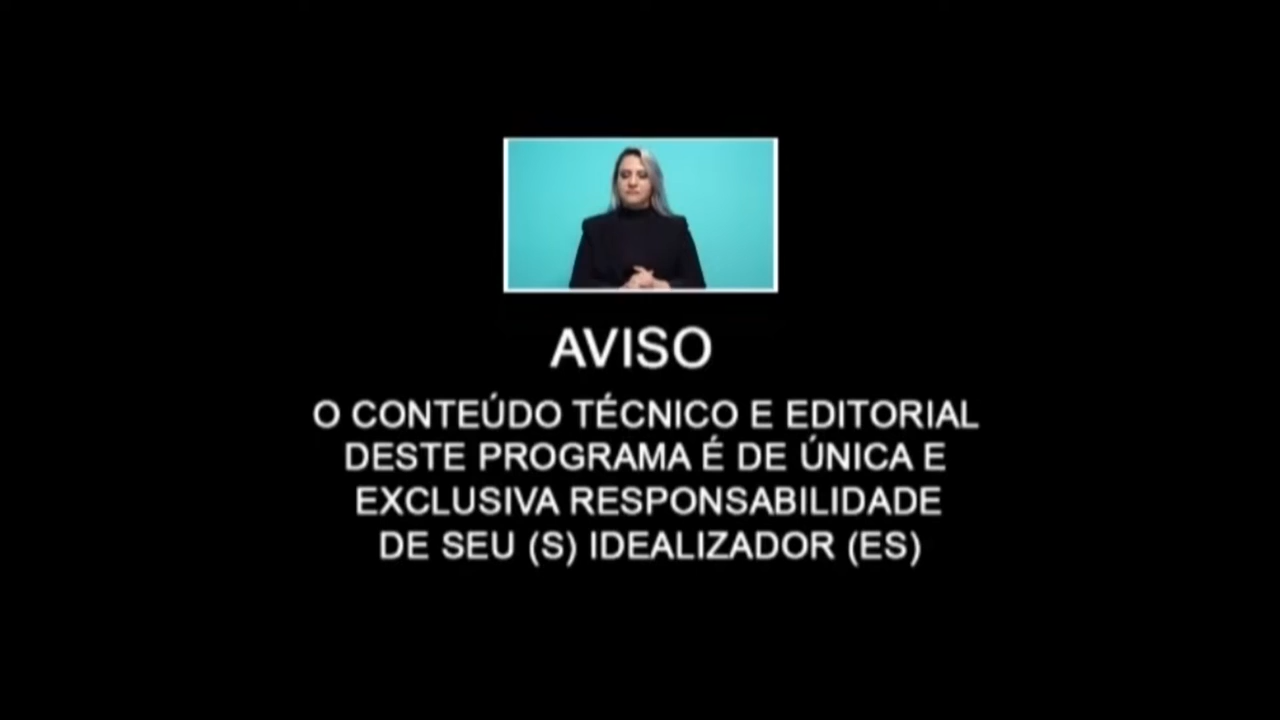 AVISO
O CONTEÚDO TÉCNICO E EDITORIAL
DESTE PROGRAMA É DE ÚNICA E
EXCLUSIVA RESPONSABILIDADE
DE SEU (S) IDEALIZADOR (ES)